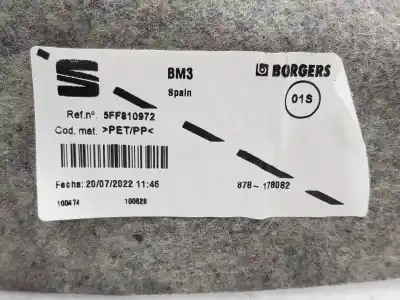 BM3
BORGERS
Spain
01S
Ref.nº. 5FF810972
Cod. mat. >PET/PP<
Fecha: 20/07/2022 11:46
878-178082
100474
100628